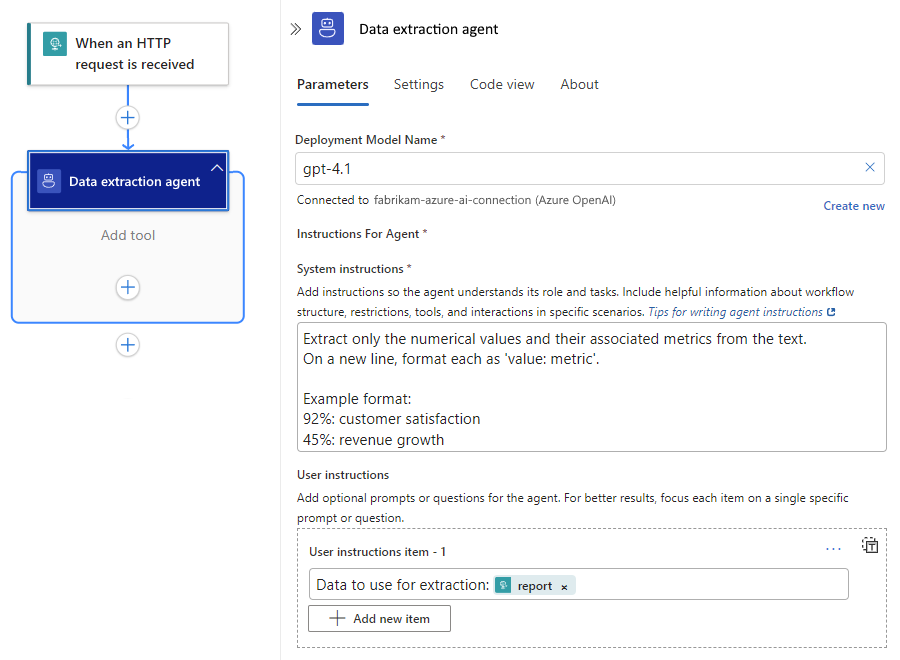 When an HTTP
request is received
Data extraction agent
Add tool
Data extraction agent
Parameters
Settings
Code view
About
Deployment Model Name *
gpt-4.1
Connected to fabrikam-azure-ai-connection (Azure OpenAI)
Create new
Instructions For Agent *
System instructions *
Add instructions so the agent understands its role and tasks. Include helpful information about workflow
structure, restrictions, tools, and interactions in specific scenarios. Tips for writing agent instructions
Extract only the numerical values and their associated metrics from the text.
On a new line, format each as 'value: metric'.
Example format:
92%: customer satisfaction
45%: revenue growth
User instructions
Add optional prompts or questions for the agent. For better results, focus each item on a single specific
prompt or question.
User instructions item - 1
Data to use for extraction: report ×
Add new item